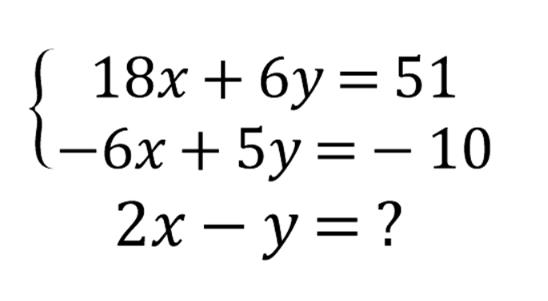 18x + 6y = 51
−6x + 5y = − 10
2x − y = ?